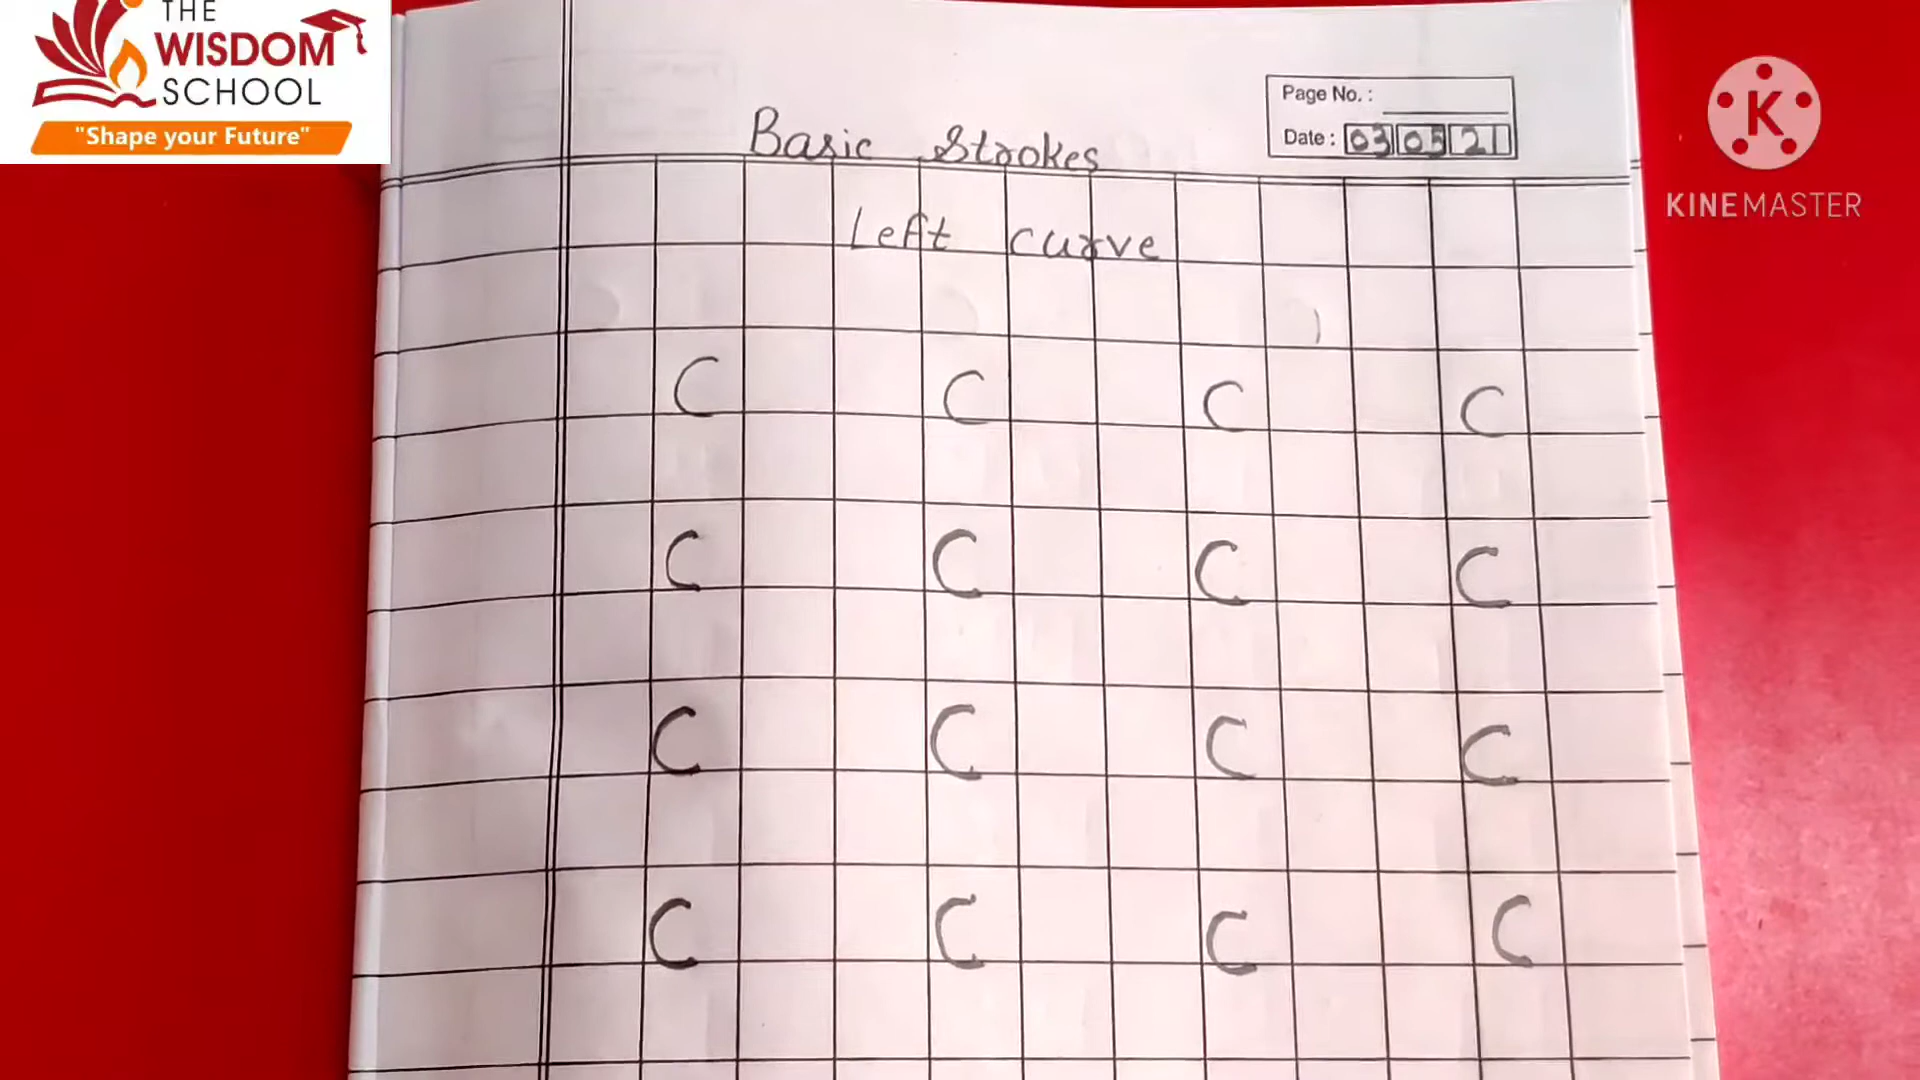 THE
WISDOM
SCHOOL
"Shape your Future"
Page No. :
Date : 03 05 21
K
KINEMASTER
Basic Strokes
Left curve
C C C C
C C C C
C C C C
C C C C